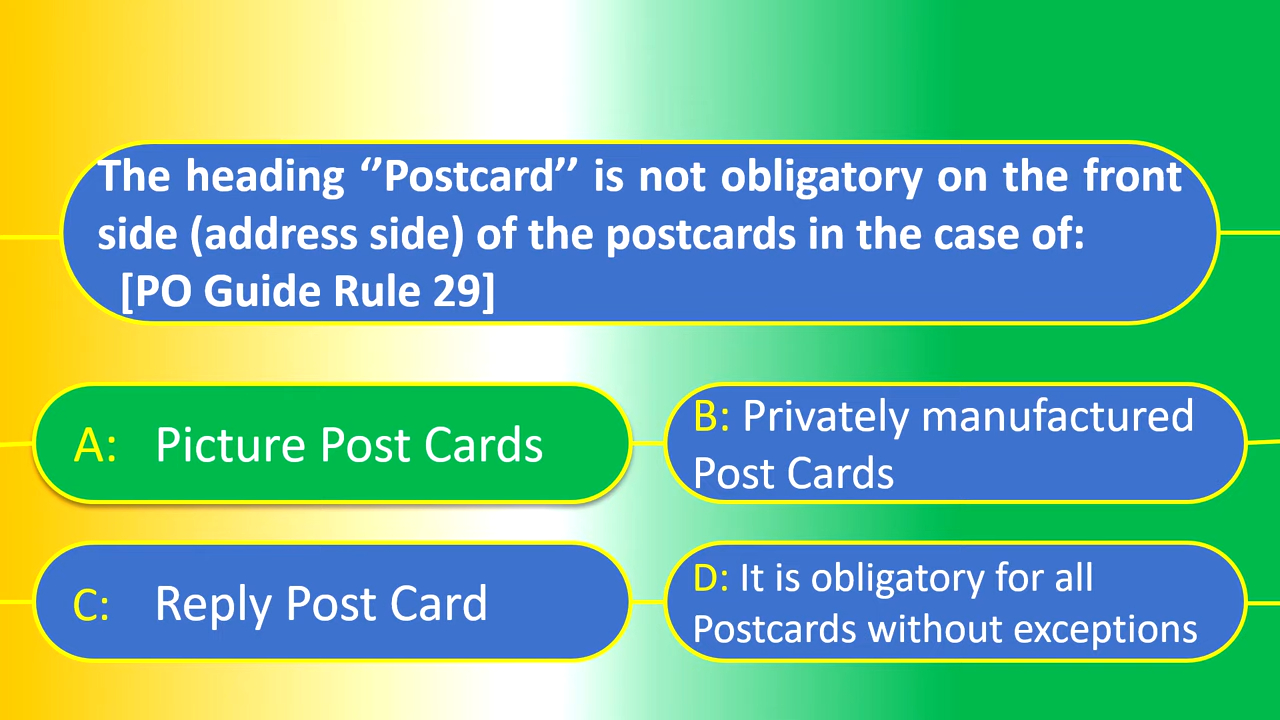 The heading ‘’Postcard’’ is not obligatory on the front
side (address side) of the postcards in the case of:
[PO Guide Rule 29]
A: Picture Post Cards
B: Privately manufactured
Post Cards
C: Reply Post Card
D: It is obligatory for all
Postcards without exceptions